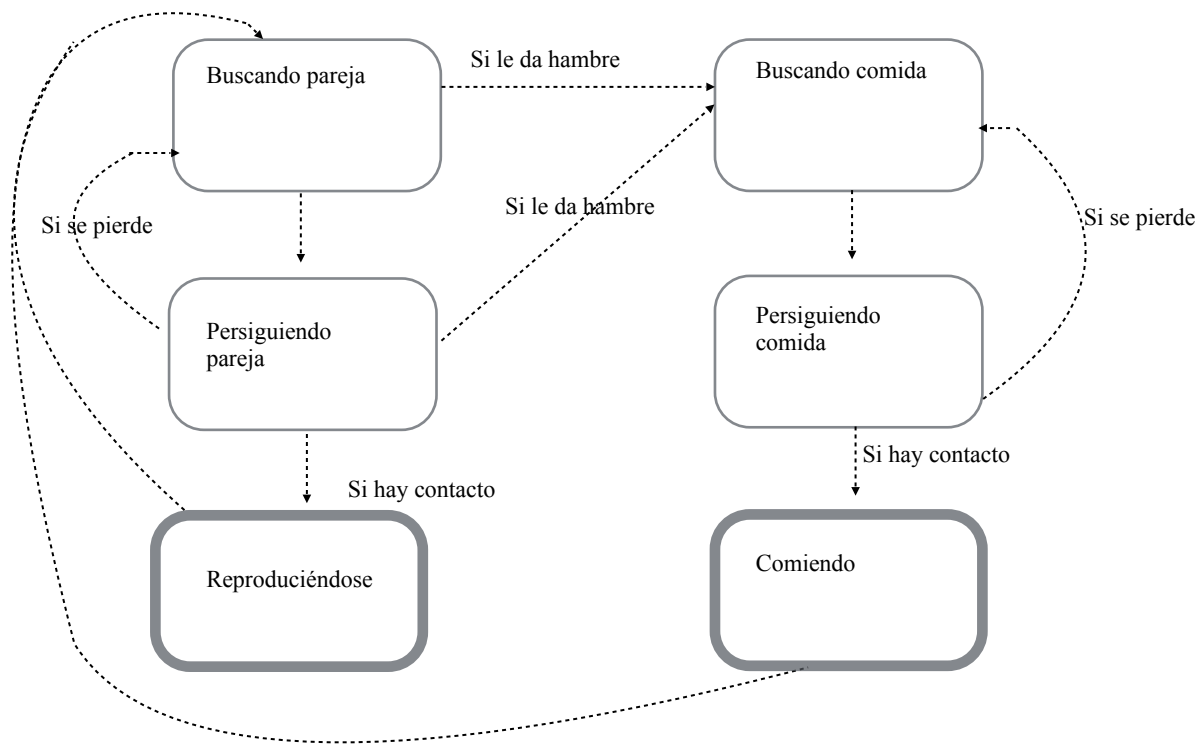 Si le da hambre
Buscando pareja
Buscando comida
Si le da hambre
Si se pierde
Si se pierde
Persiguiendo
pareja
Persiguiendo
comida
Si hay contacto
Si hay contacto
Reproduciéndose
Comiendo